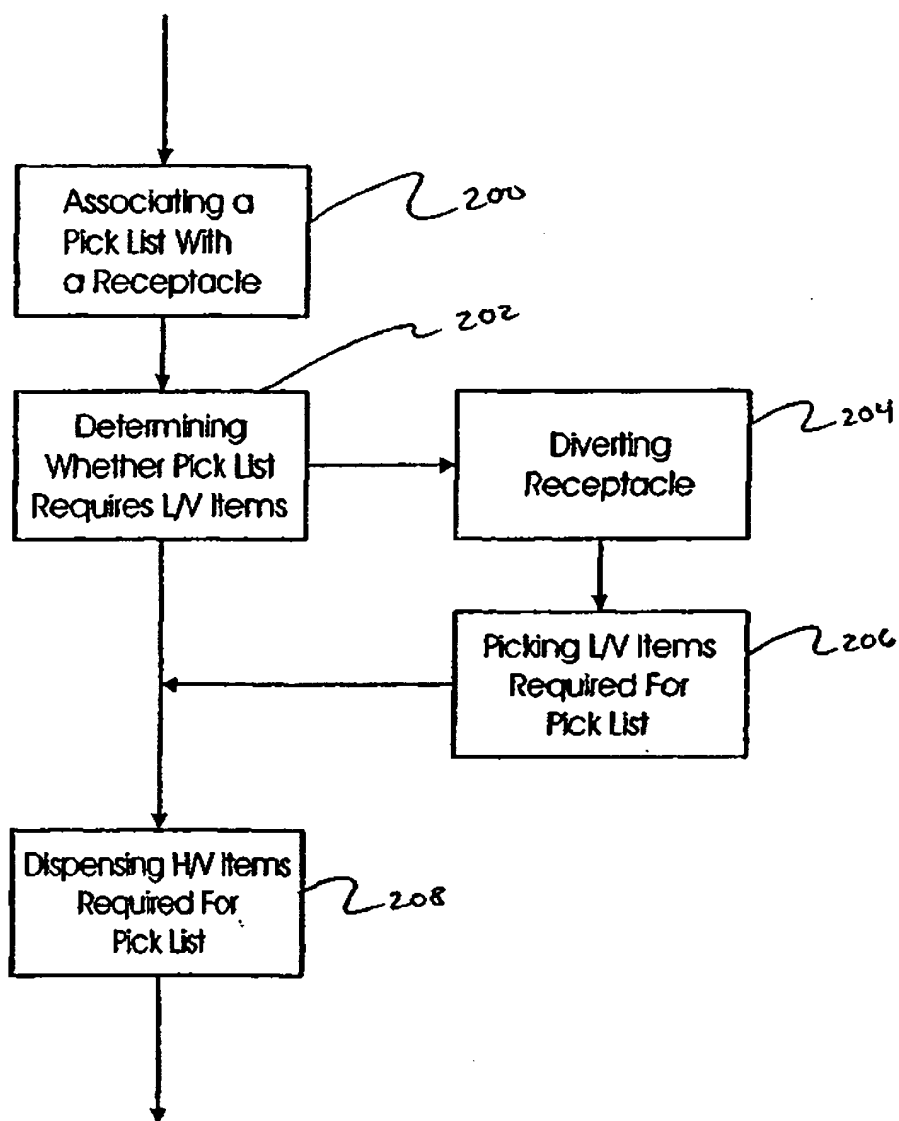 Associating a
Pick List With
a Receptacle
200
202
Determining
Whether Pick List
Requires L/V Items
Diverting
Receptacle
204
Picking L/V Items
Required For
Pick List
206
Dispensing H/V Items
Required For
Pick List
208